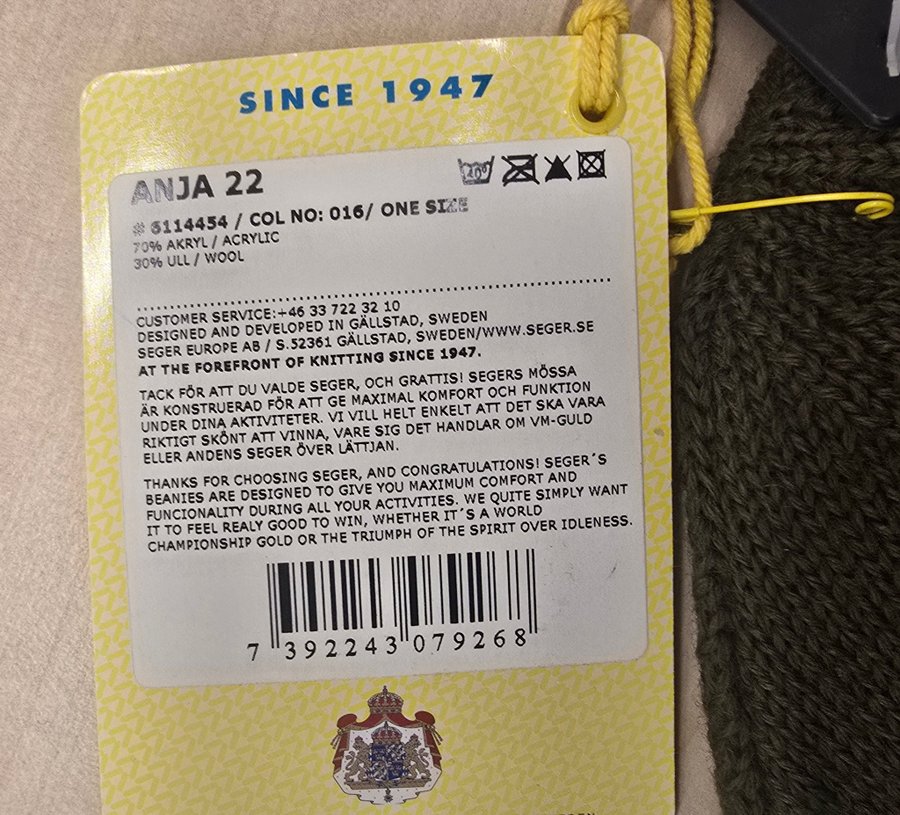 SINCE 1947
ANJA 22
40°
# 6114454 / COL NO: 016/ ONE SIZE
70% AKRYL / ACRYLIC
30% ULL / WOOL
CUSTOMER SERVICE:+46 33 722 32 10
DESIGNED AND DEVELOPED IN GÄLLSTAD, SWEDEN
SEGER EUROPE AB / S.52361 GÄLLSTAD, SWEDEN/WWW.SEGER.SE
AT THE FOREFRONT OF KNITTING SINCE 1947.
TACK FÖR ATT DU VALDE SEGER, OCH GRATTIS! SEGERS MÖSSA
ÄR KONSTRUERAD FÖR ATT GE MAXIMAL KOMFORT OCH FUNKTION
UNDER DINA AKTIVITETER. VI VILL HELT ENKELT ATT DET SKA VARA
RIKTIGT SKÖNT ATT VINNA, VARE SIG DET HANDLAR OM VM-GULD
ELLER ANDENS SEGER ÖVER LÄTTJAN.
THANKS FOR CHOOSING SEGER, AND CONGRATULATIONS! SEGER´S
BEANIES ARE DESIGNED TO GIVE YOU MAXIMUM COMFORT AND
FUNCIONALITY DURING ALL YOUR ACTIVITIES. WE QUITE SIMPLY WANT
IT TO FEEL REALY GOOD TO WIN, WHETHER IT´S A WORLD
CHAMPIONSHIP GOLD OR THE TRIUMPH OF THE SPIRIT OVER IDLENESS.
7 392243 079268